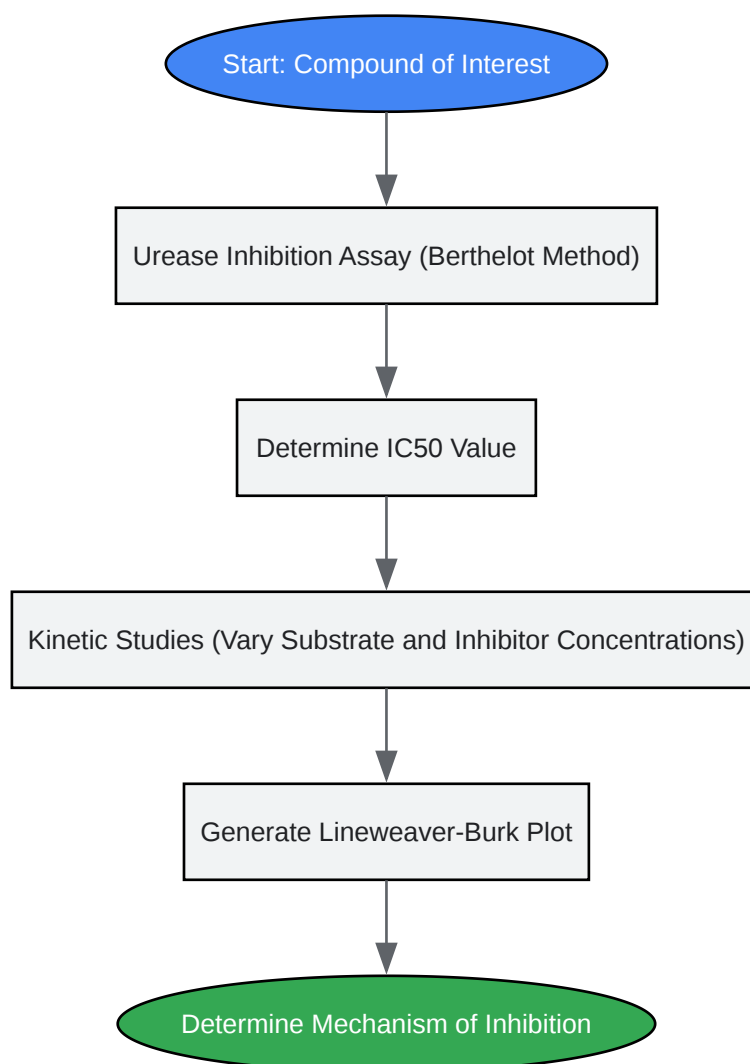 Start: Compound of Interest
Urease Inhibition Assay (Berthelot Method)
Determine IC50 Value
Kinetic Studies (Vary Substrate and Inhibitor Concentrations)
Generate Lineweaver-Burk Plot
Determine Mechanism of Inhibition